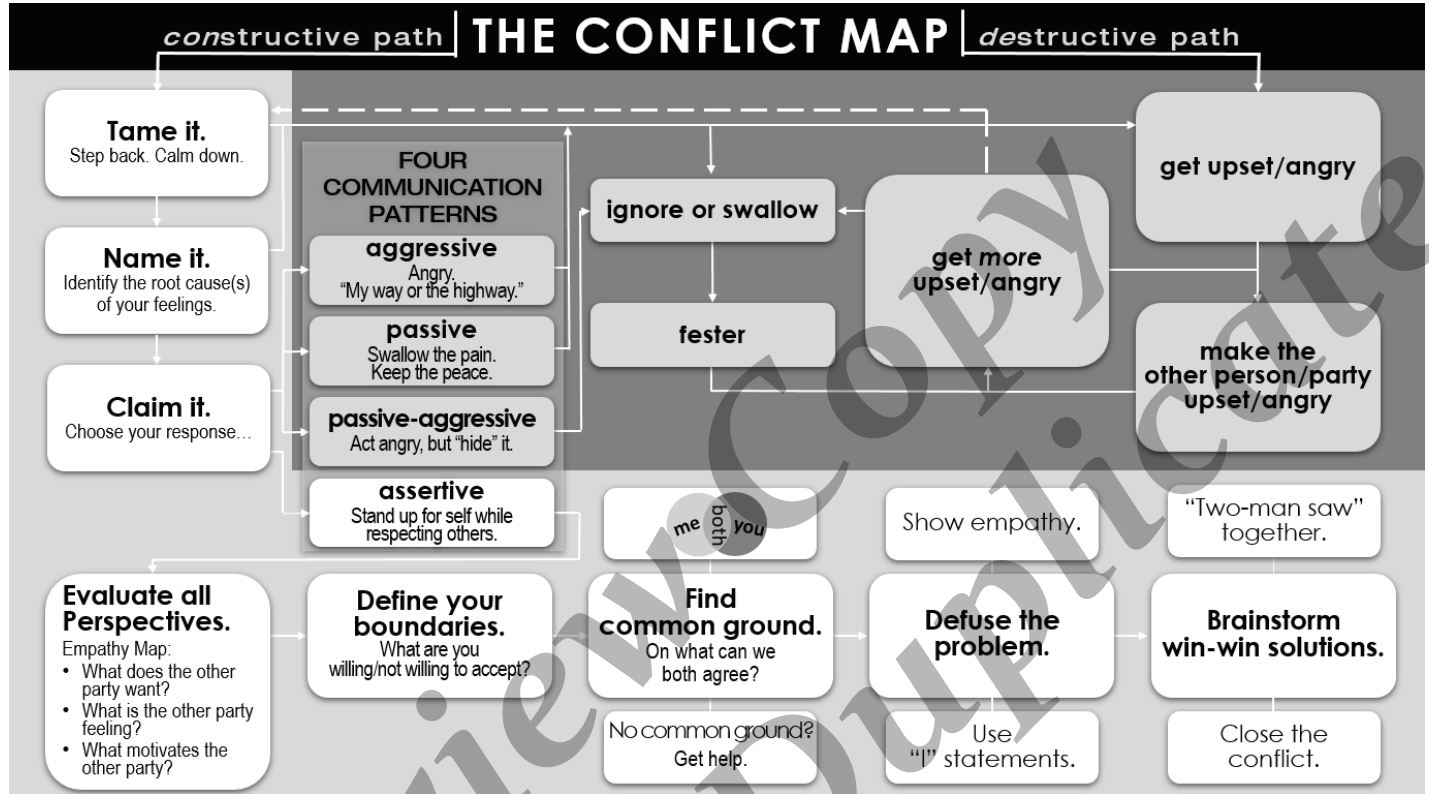 constructive path
THE CONFLICT MAP
destructive path
Tame it.
Step back. Calm down.
Name it.
Identify the root cause(s)
of your feelings.
Claim it.
Choose your response…
FOUR
COMMUNICATION
PATTERNS
aggressive
Angry.
“My way or the highway.”
passive
Swallow the pain.
Keep the peace.
passive-aggressive
Act angry, but “hide” it.
assertive
Stand up for self while
respecting others.
ignore or swallow
fester
get more
upset/angry
get upset/angry
make the
other person/party
upset/angry
Evaluate all
Perspectives.
Empathy Map:
• What does the other
party want?
• What is the other party
feeling?
• What motivates the
other party?
Define your
boundaries.
What are you
willing/not willing to accept?
me both you
Find
common ground.
On what can we
both agree?
No common ground?
Get help.
Show empathy.
Defuse the
problem.
Use
“I” statements.
“Two-man saw”
together.
Brainstorm
win-win solutions.
Close the
conflict.
view Copy
Duplicate